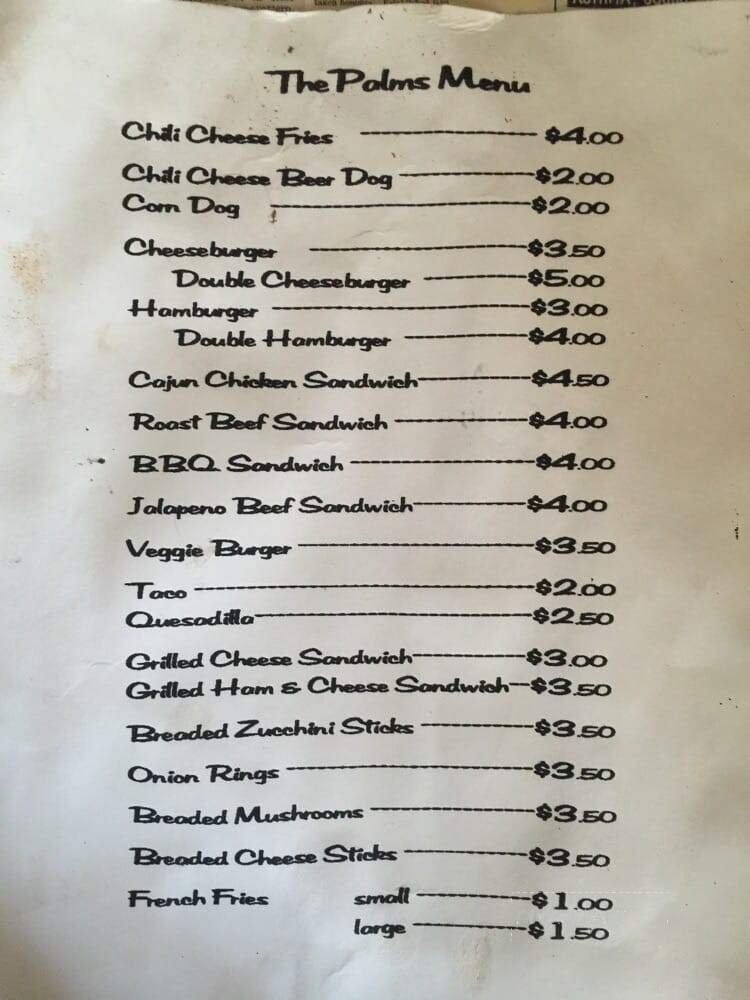 The Palms Menu
Chili Cheese Fries $4.00
Chili Cheese Beer Dog $2.00
Corn Dog $2.00
Cheeseburger $3.50
Double Cheeseburger $5.00
Hamburger $3.00
Double Hamburger $4.00
Cajun Chicken Sandwich $4.50
Roast Beef Sandwich $4.00
BBQ Sandwich $4.00
Jalapeno Beef Sandwich $4.00
Veggie Burger $3.50
Taco $2.00
Quesadilla $2.50
Grilled Cheese Sandwich $3.00
Grilled Ham & Cheese Sandwich $3.50
Breaded Zucchini Sticks $3.50
Onion Rings $3.50
Breaded Mushrooms $3.50
Breaded Cheese Sticks $3.50
French Fries small $1.00
large $1.50